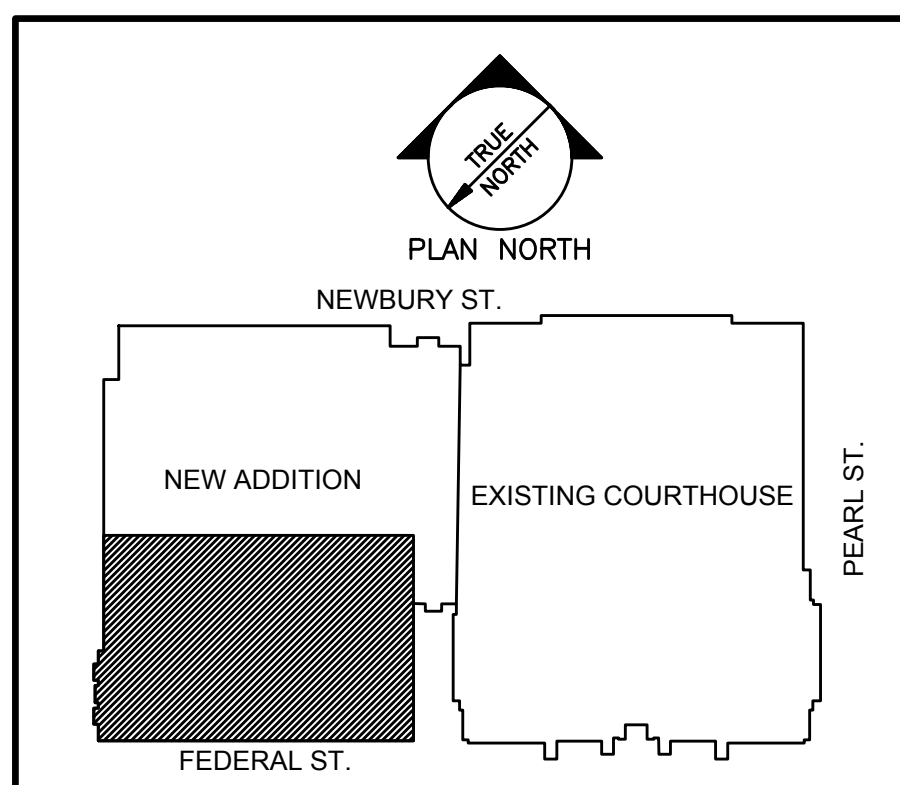 TRUE
NORTH
PLAN NORTH
NEWBURY ST.
NEW ADDITION
EXISTING COURTHOUSE
PEARL ST.
FEDERAL ST.